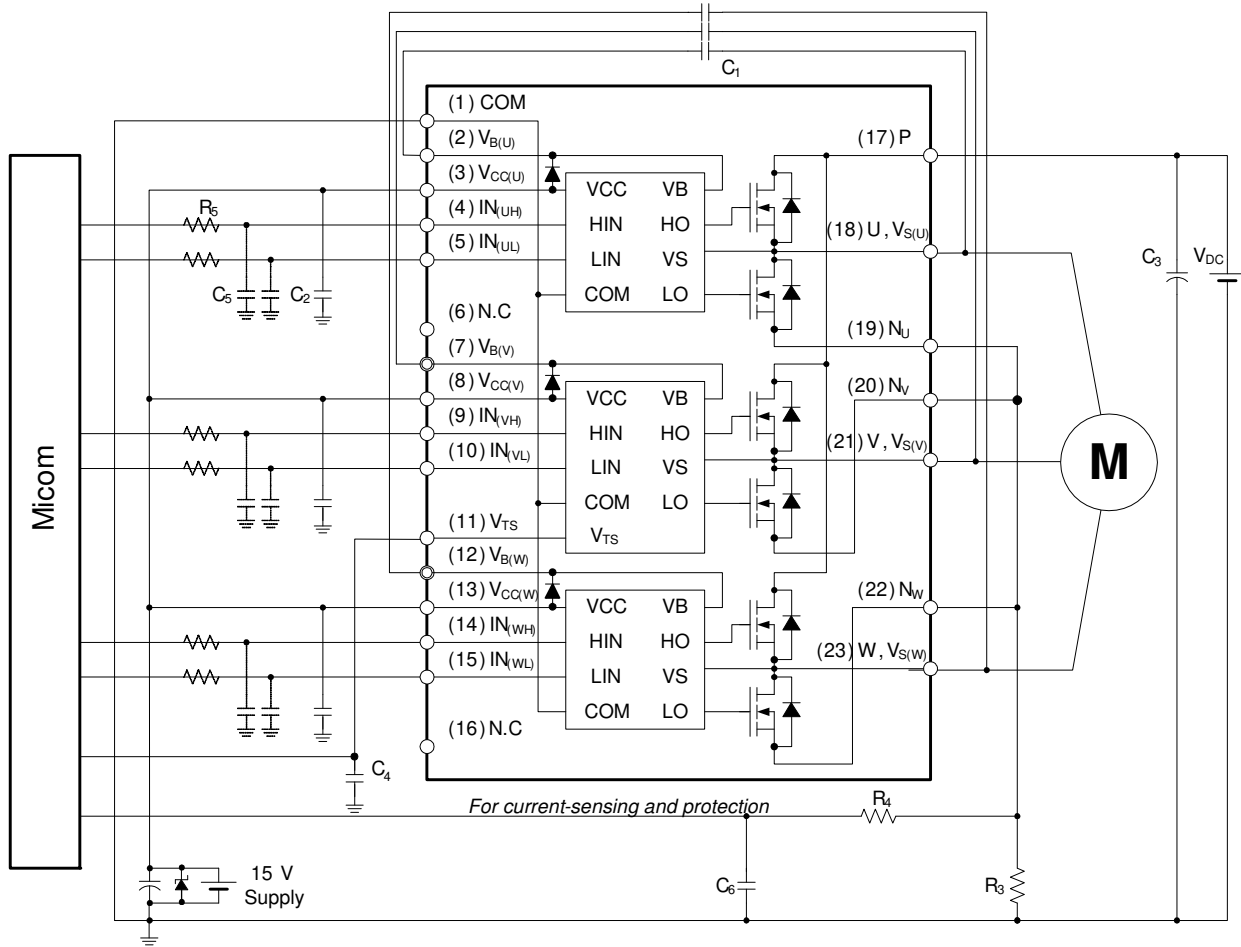 C1
(1) COM
(2) VB(U)
(3) VCC(U)
(4) IN(UH)
(5) IN(UL)
(6) N.C
(7) VB(V)
(8) VCC(V)
(9) IN(VH)
(10) IN(VL)
(11) VTS
(12) VB(W)
(13) VCC(W)
(14) IN(WH)
(15) IN(WL)
(16) N.C
VCC VB
HIN HO
LIN VS
COM LO
VCC VB
HIN HO
LIN VS
COM LO
VTS
VCC VB
HIN HO
LIN VS
COM LO
(17) P
(18) U, VS(U)
(19) NU
(20) NV
(21) V, VS(V)
(22) NW
(23) W, VS(W)
Micom
R5
C5
C2
C4
C3
VDC
M
For current-sensing and protection
R4
R3
C6
15 V
Supply